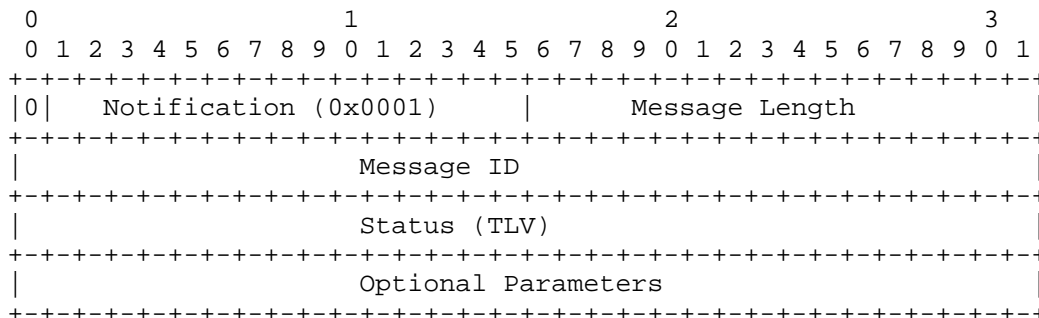 0                   1                   2                   3
 0 1 2 3 4 5 6 7 8 9 0 1 2 3 4 5 6 7 8 9 0 1 2 3 4 5 6 7 8 9 0 1
+-+-+-+-+-+-+-+-+-+-+-+-+-+-+-+-+-+-+-+-+-+-+-+-+-+-+-+-+-+-+-+-+
|0|   Notification (0x0001)     |      Message Length           |
+-+-+-+-+-+-+-+-+-+-+-+-+-+-+-+-+-+-+-+-+-+-+-+-+-+-+-+-+-+-+-+-+
|                     Message ID                                |
+-+-+-+-+-+-+-+-+-+-+-+-+-+-+-+-+-+-+-+-+-+-+-+-+-+-+-+-+-+-+-+-+
|                     Status (TLV)                              |
+-+-+-+-+-+-+-+-+-+-+-+-+-+-+-+-+-+-+-+-+-+-+-+-+-+-+-+-+-+-+-+-+
|                     Optional Parameters                       |
+-+-+-+-+-+-+-+-+-+-+-+-+-+-+-+-+-+-+-+-+-+-+-+-+-+-+-+-+-+-+-+-+